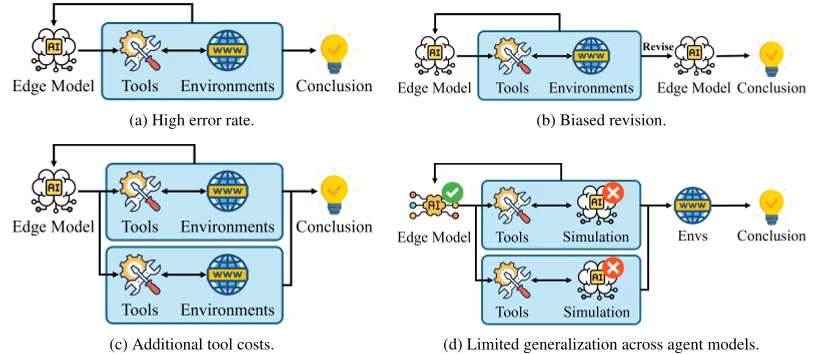 AI
WWW
Edge Model Tools Environments Conclusion
(a) High error rate.
AI
WWW
Revise
AI
Edge Model Tools Environments Edge Model Conclusion
(b) Biased revision.
AI
WWW
Edge Model Tools Environments Conclusion
WWW
Tools Environments
(c) Additional tool costs.
AI
AI
WWW
Edge Model Tools Simulation Envs Conclusion
AI
Tools Simulation
(d) Limited generalization across agent models.